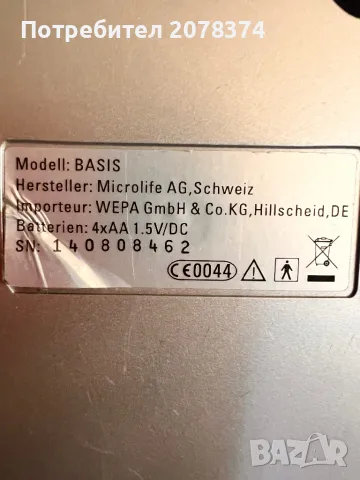 Потребител 2078374
Modell: BASIS
Hersteller: Microlife AG,Schweiz
Importeur: WEPA GmbH & Co.KG,Hillscheid,DE
Batterien: 4xAA 1.5V/DC
SN: 140808462
CE0044
BAZAR